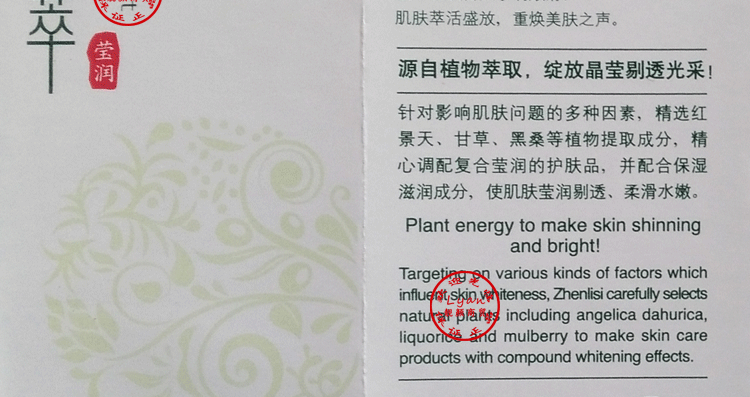 萃
莹润
肌肤萃活盛放，重焕美肤之声。
源自植物萃取，绽放晶莹剔透光采！
针对影响肌肤问题的多种因素，精选红
景天、甘草、黑桑等植物提取成分，精
心调配复合莹润的护肤品，并配合保湿
滋润成分，使肌肤莹润剔透、柔滑水嫩。
Plant energy to make skin shinning
and bright!
Targeting on various kinds of factors which
influent skin whiteness, Zhenlisi carefully selects
natural plants including angelica dahurica,
liquorice and mulberry to make skin care
products with compound whitening effects.